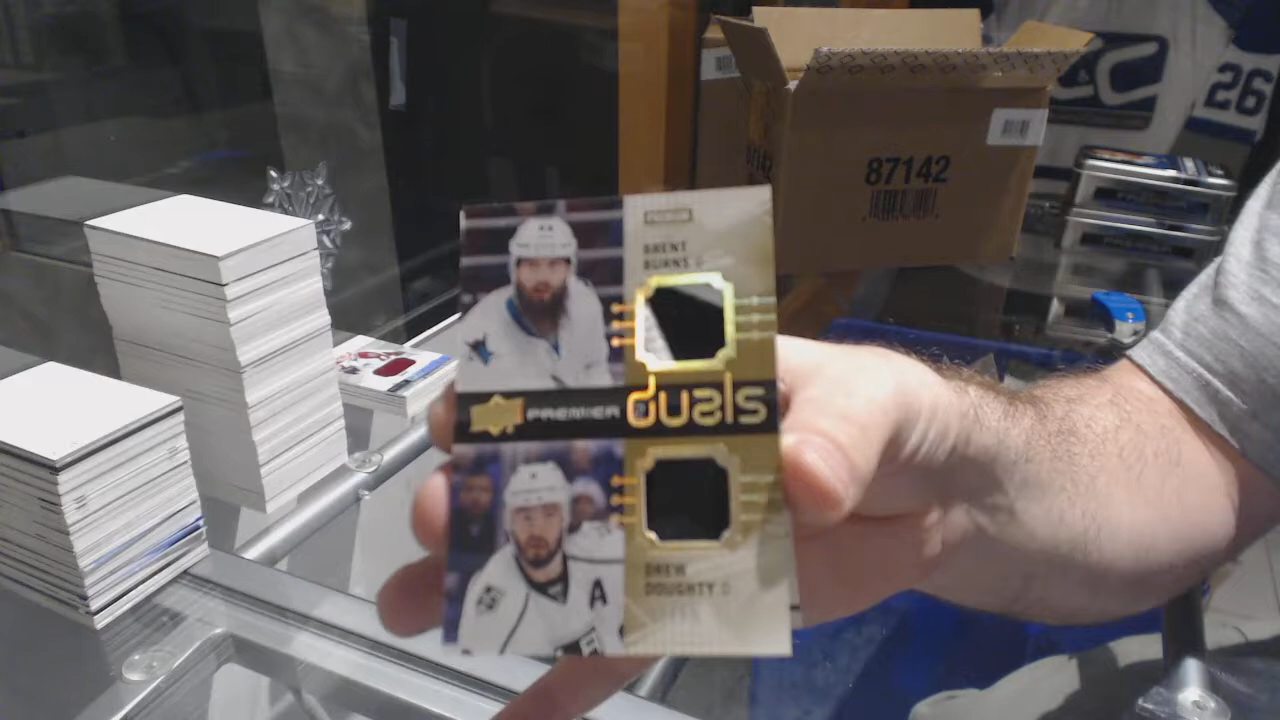 87142
26
BRENT
BURNS D
PREMIER duals
A
DREW
DOUGHTY D